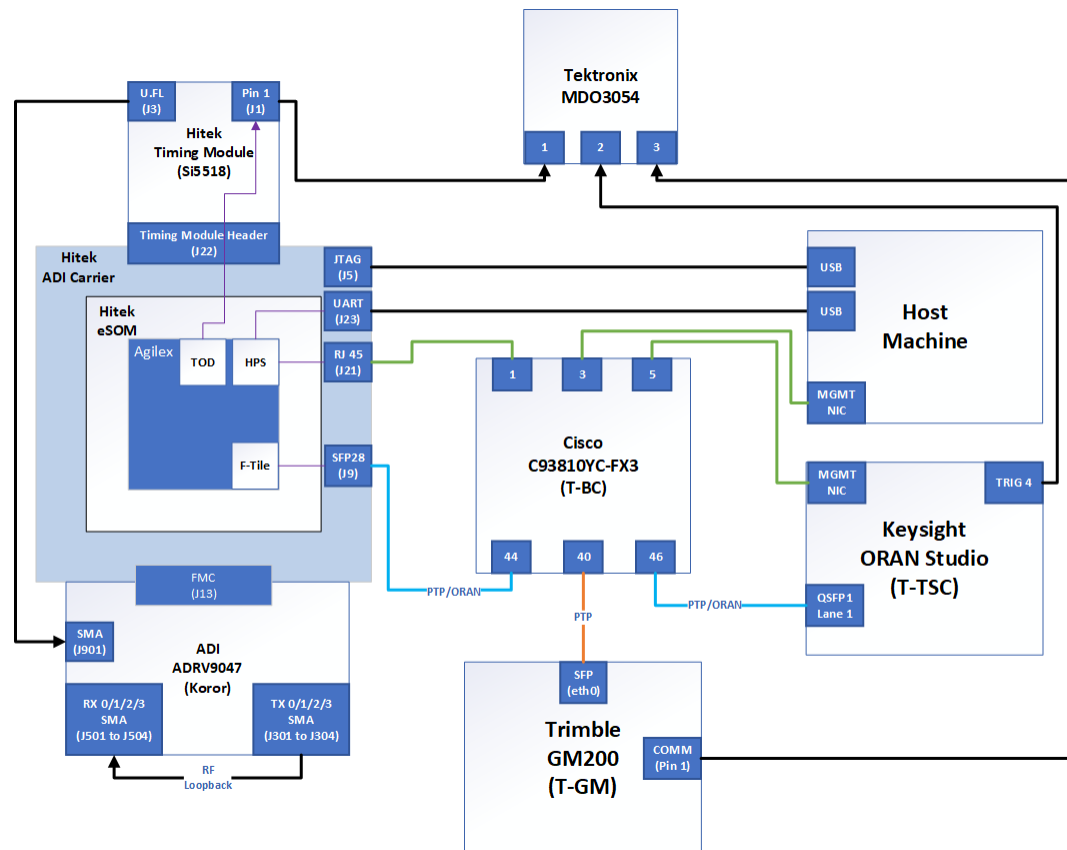 Tektronix
MDO3054
1
2
3
U.FL
(J3)
Pin 1
(J1)
Hitek
Timing Module
(Si5518)
Timing Module Header
(J22)
Hitek
ADI Carrier
JTAG
(J5)
UART
(J23)
RJ 45
(J21)
SFP28
(J9)
Hitek
eSOM
Agilex
TOD
HPS
F-Tile
FMC
(J13)
SMA
(J901)
ADI
ADRV9047
(Koror)
RX 0/1/2/3
SMA
(J501 to J504)
TX 0/1/2/3
SMA
(J301 to J304)
RF
Loopback
1
3
5
Cisco
C93810YC-FX3
(T-BC)
44
40
46
PTP/ORAN
PTP
PTP/ORAN
USB
USB
Host
Machine
MGMT
NIC
MGMT
NIC
TRIG 4
Keysight
ORAN Studio
(T-TSC)
QSFP1
Lane 1
SFP
(eth0)
Trimble
GM200
(T-GM)
COMM
(Pin 1)